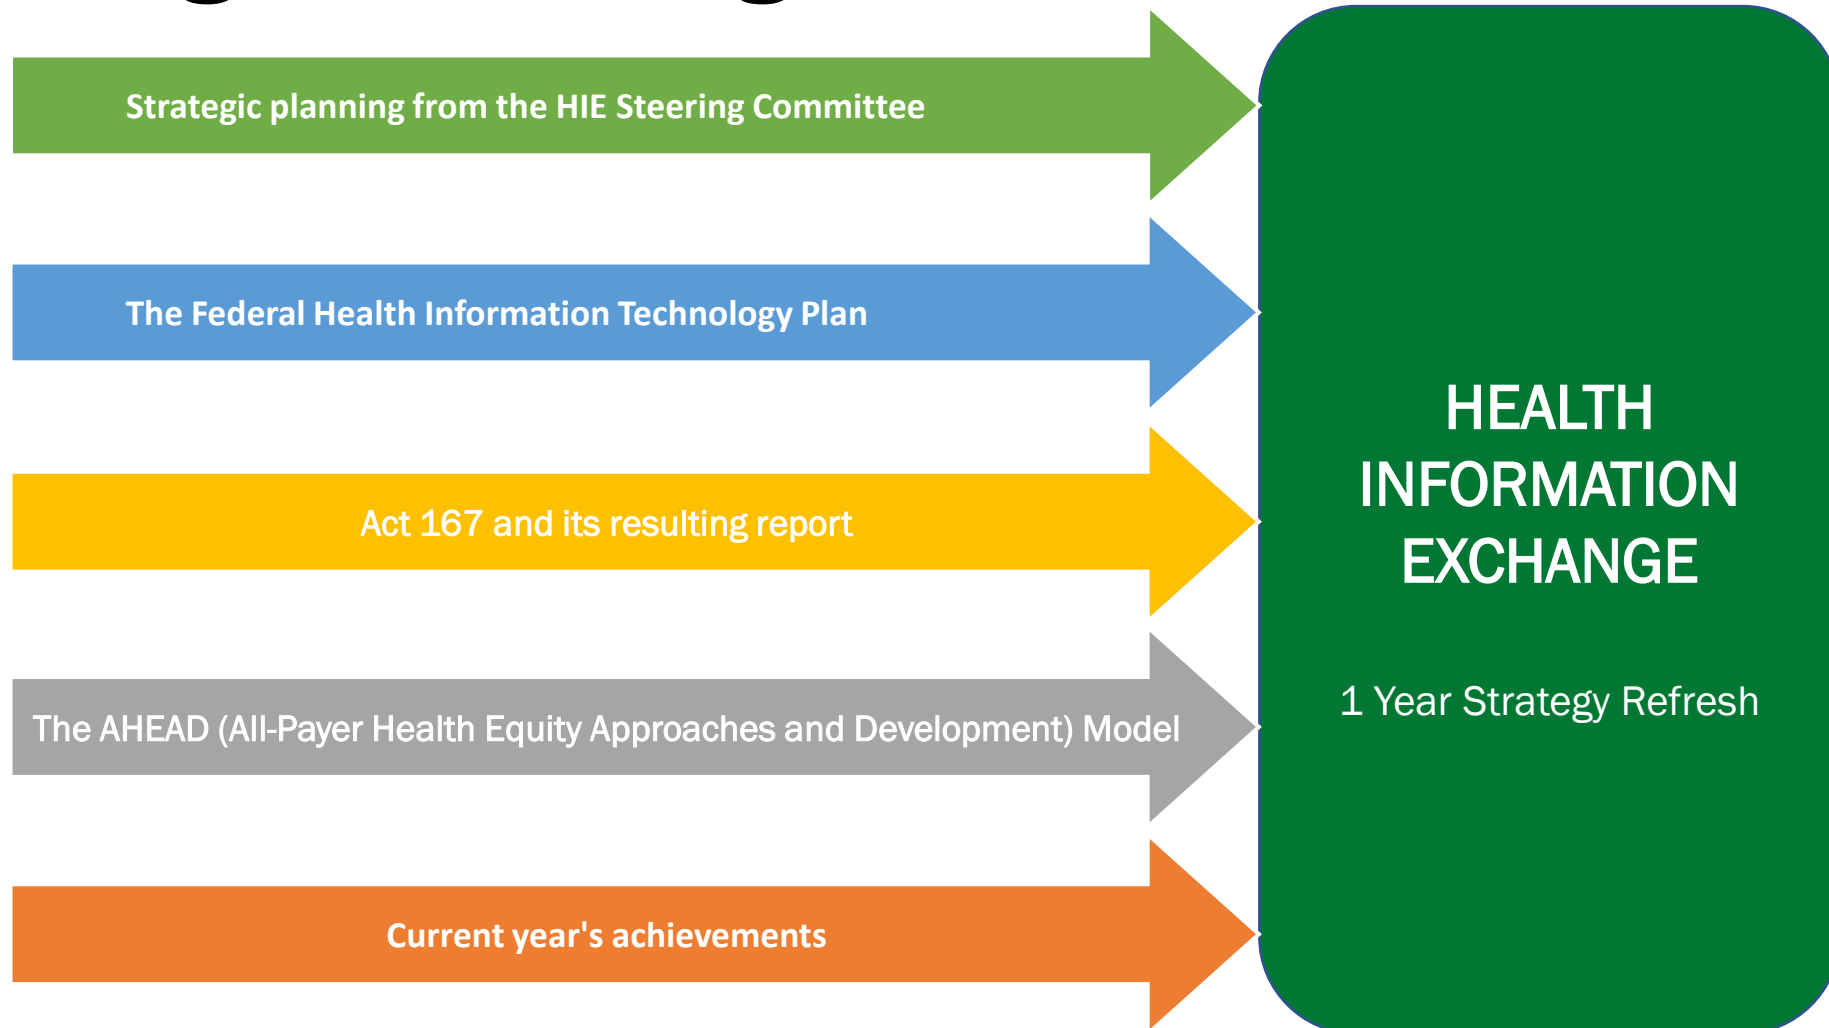 Strategic planning from the HIE Steering Committee
The Federal Health Information Technology Plan
Act 167 and its resulting report
The AHEAD (All-Payer Health Equity Approaches and Development) Model
Current year's achievements
HEALTH
INFORMATION
EXCHANGE
1 Year Strategy Refresh